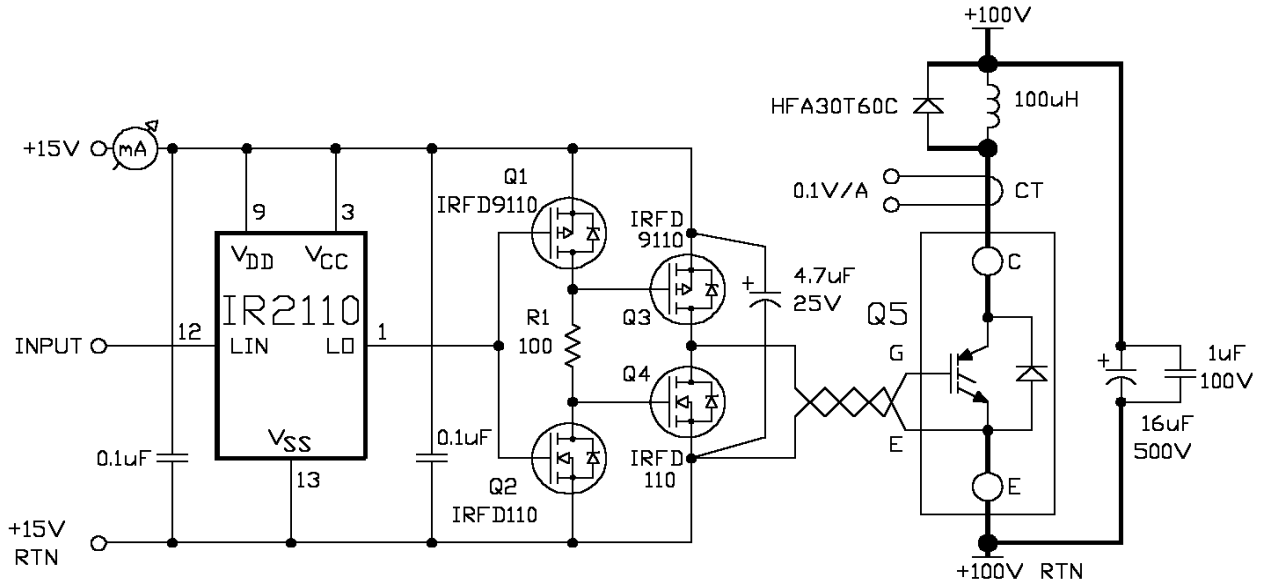 +100V
HFA30T60C
100uH
+15V
mA
Q1
IRFD9110
0.1V/A
CT
9
3
IRFD
9110
VDD
VCC
C
4.7uF
25V
+
IR2110
Q5
R1
100
Q3
INPUT
12
LIN
LO
1
G
+
1uF
100V
Q4
16uF
500V
VSS
0.1uF
0.1uF
E
13
Q2
IRFD110
IRFD
110
E
+15V
RTN
+100V RTN